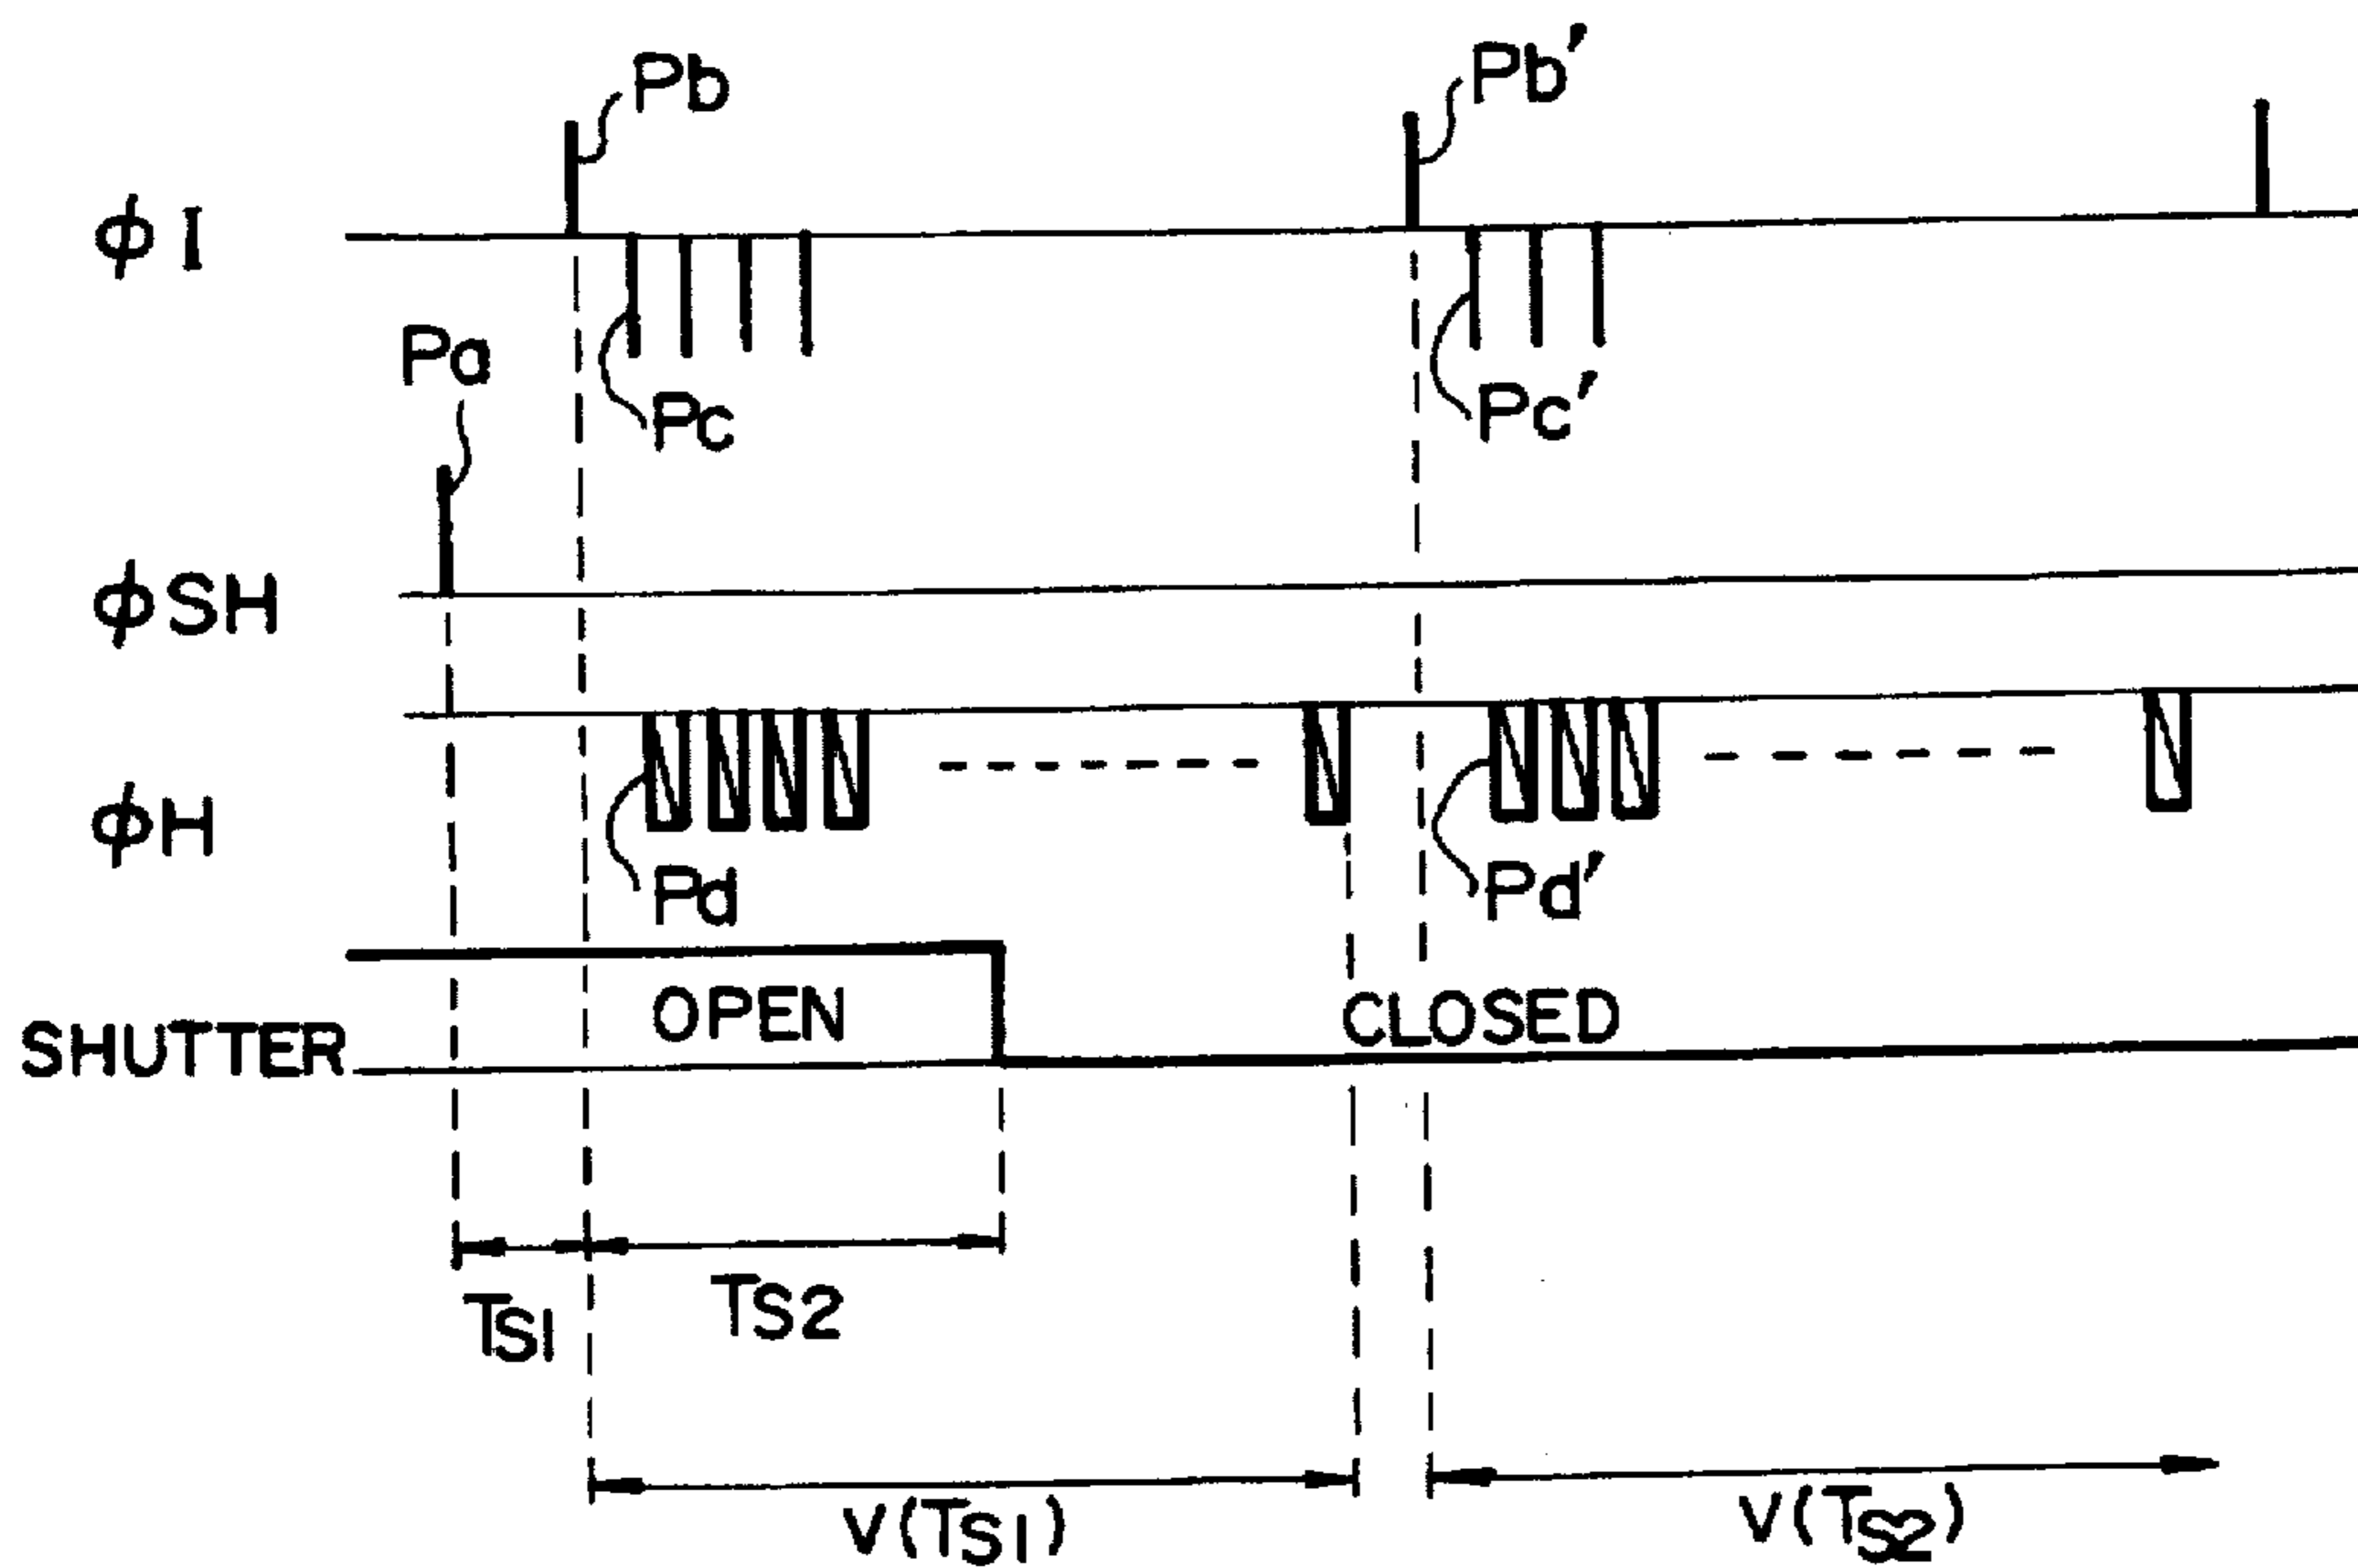 Pb
Pb′
ϕI
Pa
Pc
Pc′
ϕSH
ϕH
Pd
Pd′
OPEN
CLOSED
SHUTTER
TS1
TS2
V(TS1)
V(TS2)